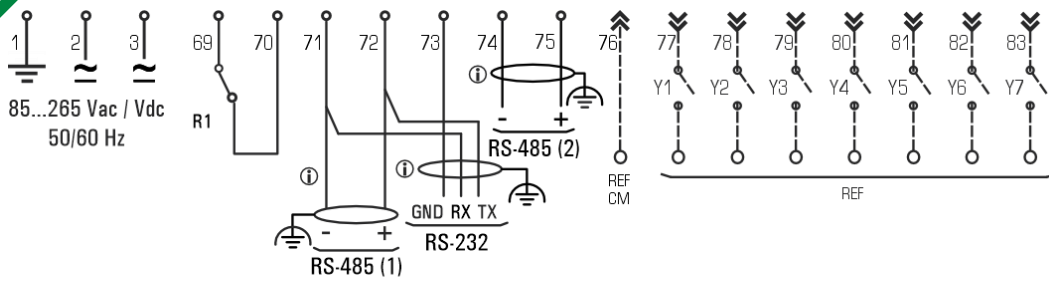 1 2 3 69 70 71 72 73 74 75 76 77 78 79 80 81 82 83
Y1 Y2 Y3 Y4 Y5 Y6 Y7
85...265 Vac / Vdc
50/60 Hz
R1
i
- +
RS-485 (2)
i
i
REF
CM
REF
GND RX TX
RS-232
- +
RS-485 (1)